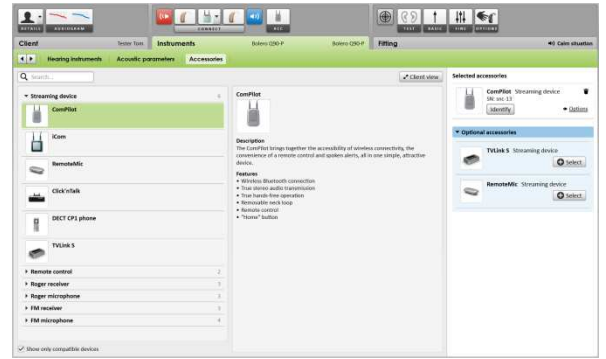 DETAILS
AUDIOGRAM
CONNECT
SET
TEST
BASIC
FINE
OPTIONS
Client
Tester Tom
Instruments
Bolero Q90-P
Bolero Q90-P
Fitting
Calm situation
Hearing instruments
Acoustic parameters
Accessories
Search...
Client view
Streaming device
6
ComPilot
iCom
RemoteMic
Click'nTalk
DECT CP1 phone
TVLink S
Remote control
2
Roger receiver
Roger microphone
FM receiver
FM microphone
4
Show only compatible devices
ComPilot
Description
The ComPilot brings together the accessibility of wireless connectivity, the
convenience of a remote control and spoken alerts, all in one simple, attractive
device.
Features
• Wireless Bluetooth connection
• True stereo audio transmission
• True hands-free operation
• Removable neck loop
• Remote control
• "Home" button
Selected accessories
ComPilot Streaming device
Identify
Options
Optional accessories
TVLink S Streaming device
Select
RemoteMic Streaming device
Select